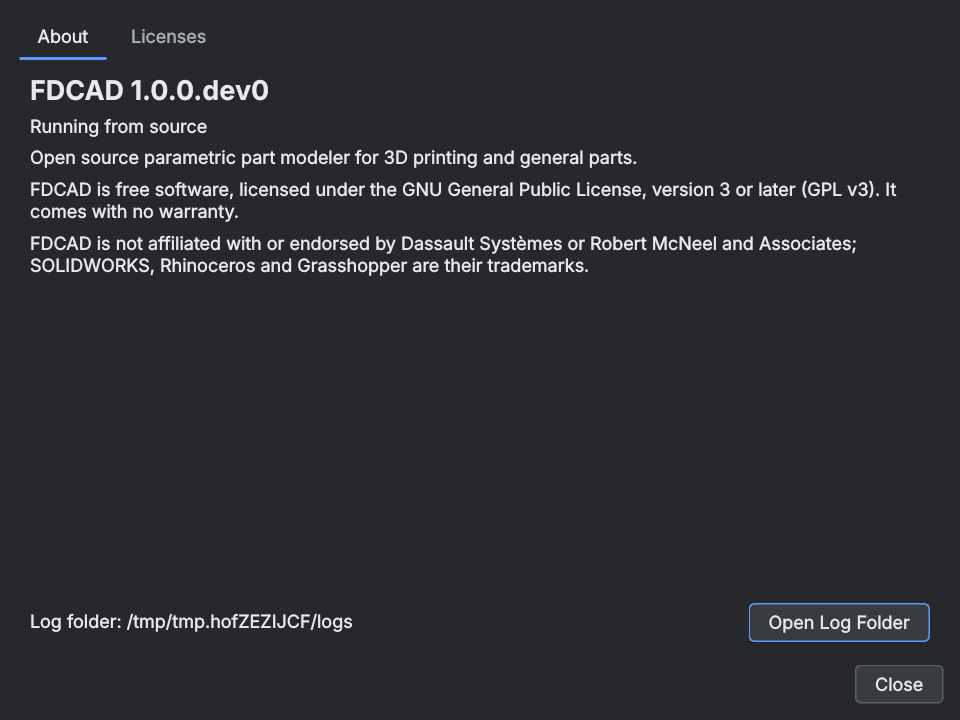 About
Licenses
FDCAD 1.0.0.dev0
Running from source
Open source parametric part modeler for 3D printing and general parts.
FDCAD is free software, licensed under the GNU General Public License, version 3 or later (GPL v3). It
comes with no warranty.
FDCAD is not affiliated with or endorsed by Dassault Systèmes or Robert McNeel and Associates;
SOLIDWORKS, Rhinoceros and Grasshopper are their trademarks.
Log folder: /tmp/tmp.hofZEZIJCF/logs
Open Log Folder
Close